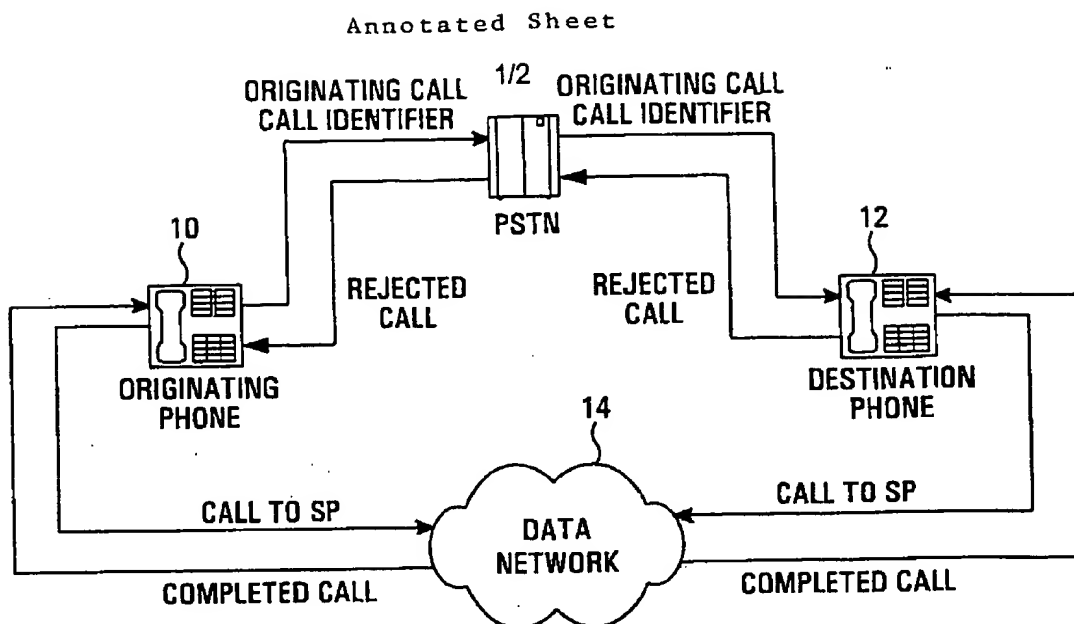 Annotated Sheet
1/2
ORIGINATING CALL
CALL IDENTIFIER
ORIGINATING CALL
CALL IDENTIFIER
PSTN
10
12
REJECTED
CALL
REJECTED
CALL
ORIGINATING
PHONE
DESTINATION
PHONE
14
CALL TO SP
DATA
NETWORK
CALL TO SP
COMPLETED CALL
COMPLETED CALL